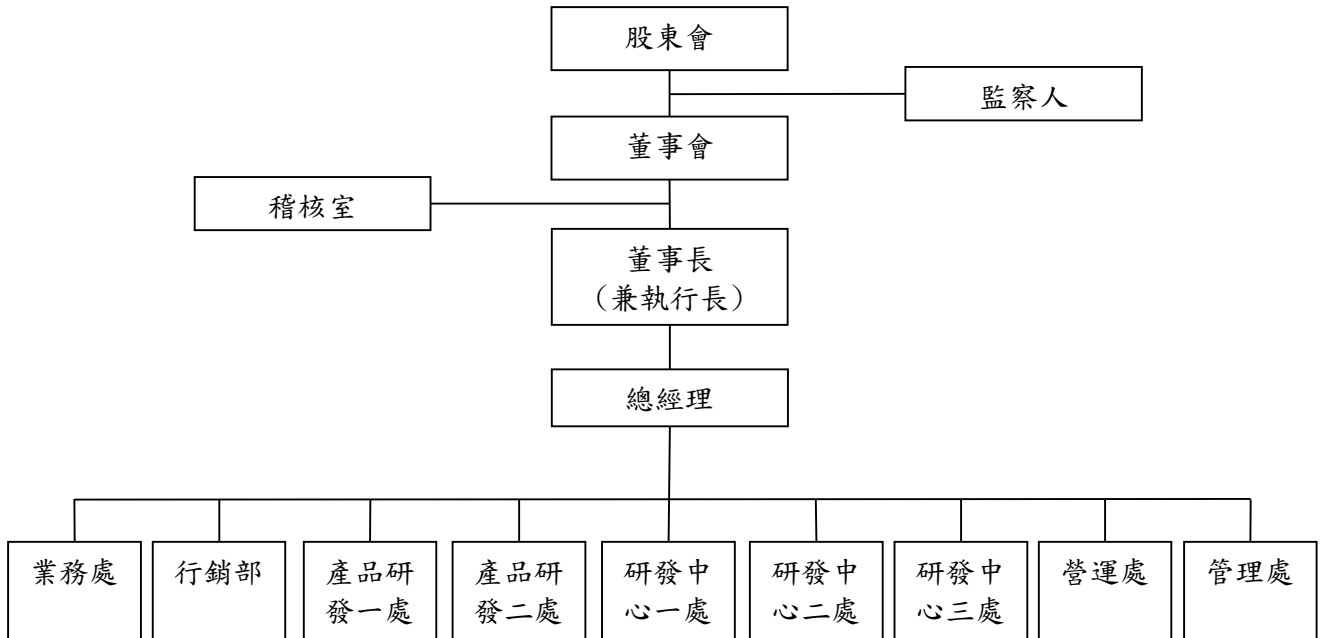 股東會
監察人
董事會
稽核室
董事長
（兼執行長）
總經理
業務處
行銷部
產品研
發一處
產品研
發二處
研發中
心一處
研發中
心二處
研發中
心三處
營運處
管理處